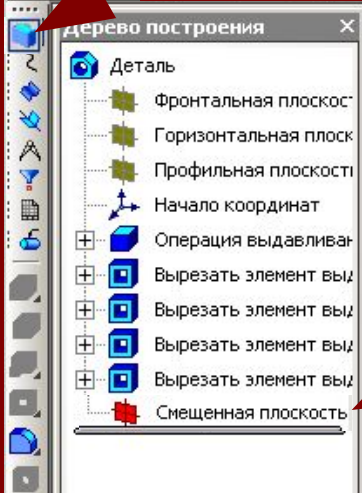 Дерево построения
Деталь
Фронтальная плоскос
Горизонтальная плоск
Профильная плоскост
Начало координат
Операция выдавливан
Вырезать элемент выд
Вырезать элемент выд
Вырезать элемент выд
Вырезать элемент выд
Смещенная плоскость